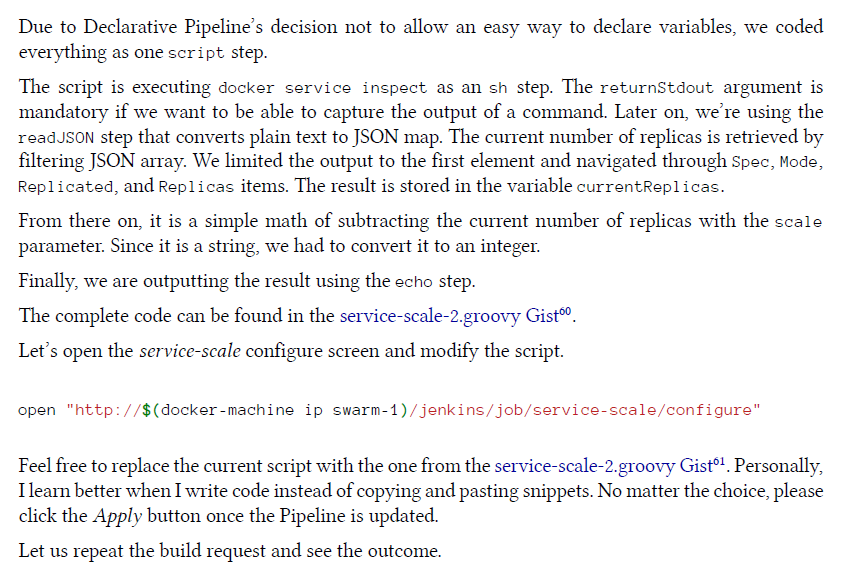 Due to Declarative Pipeline’s decision not to allow an easy way to declare variables, we coded
everything as one script step.
The script is executing docker service inspect as an sh step. The returnStdout argument is
mandatory if we want to be able to capture the output of a command. Later on, we’re using the
readJSON step that converts plain text to JSON map. The current number of replicas is retrieved by
filtering JSON array. We limited the output to the first element and navigated through Spec, Mode,
Replicated, and Replicas items. The result is stored in the variable currentReplicas.
From there on, it is a simple math of subtracting the current number of replicas with the scale
parameter. Since it is a string, we had to convert it to an integer.
Finally, we are outputting the result using the echo step.
The complete code can be found in the service-scale-2.groovy Gist⁶⁰.
Let’s open the service-scale configure screen and modify the script.
open "http://$(docker-machine ip swarm-1)/jenkins/job/service-scale/configure"
Feel free to replace the current script with the one from the service-scale-2.groovy Gist⁶¹. Personally,
I learn better when I write code instead of copying and pasting snippets. No matter the choice, please
click the Apply button once the Pipeline is updated.
Let us repeat the build request and see the outcome.